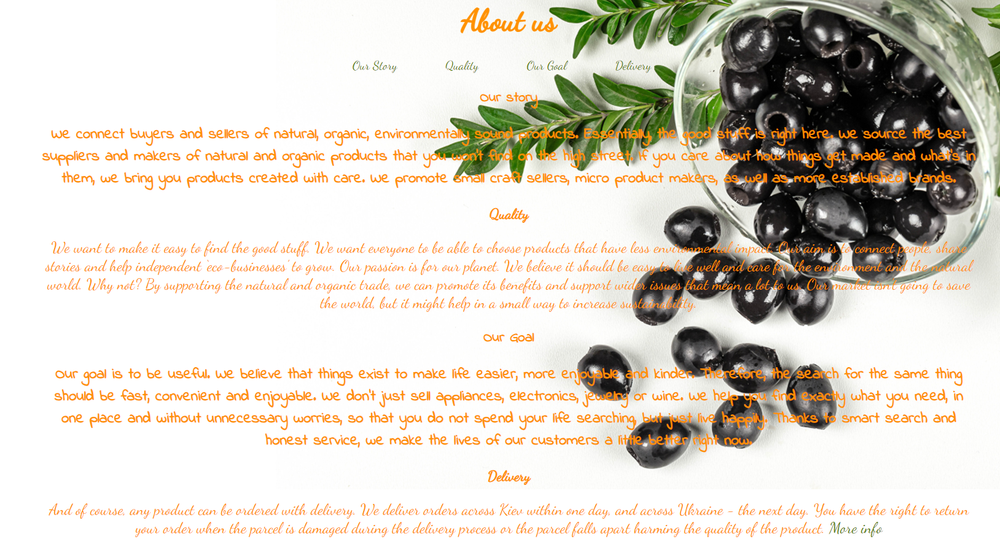 About us
Our Story Quality Our Goal Delivery
Our story
We connect buyers and sellers of natural, organic, environmentally sound products. Essentially, the good stuff is right here. We source the best
suppliers and makers of natural and organic products that you won't find on the high street. If you care about how things get made and what's in
them, we bring you products created with care. We promote small craft sellers, micro product makers, as well as more established brands.
Quality
We want to make it easy to find the good stuff. We want everyone to be able to choose products that have less environmental impact. Our aim is to connect people, share
stories and help independent 'eco-businesses' to grow. Our passion is for our planet. We believe it should be easy to live well and care for the environment and the natural
world. Why not? By supporting the natural and organic trade, we can promote its benefits and support wider issues that mean a lot to us. Our market isn't going to save
the world, but it might help in a small way to increase sustainability.
Our Goal
Our goal is to be useful. We believe that things exist to make life easier, more enjoyable and kinder. Therefore, the search for the same thing
should be fast, convenient and enjoyable. We don't just sell appliances, electronics, jewelry or wine. We help you find exactly what you need, in
one place and without unnecessary worries, so that you do not spend your life searching, but just live happily. Thanks to smart search and
honest service, we make the lives of our customers a little better right now.
Delivery
And of course, any product can be ordered with delivery. We deliver orders across Kiev within one day, and across Ukraine - the next day. You have the right to return
your order when the parcel is damaged during the delivery process or the parcel falls apart harming the quality of the product. More info